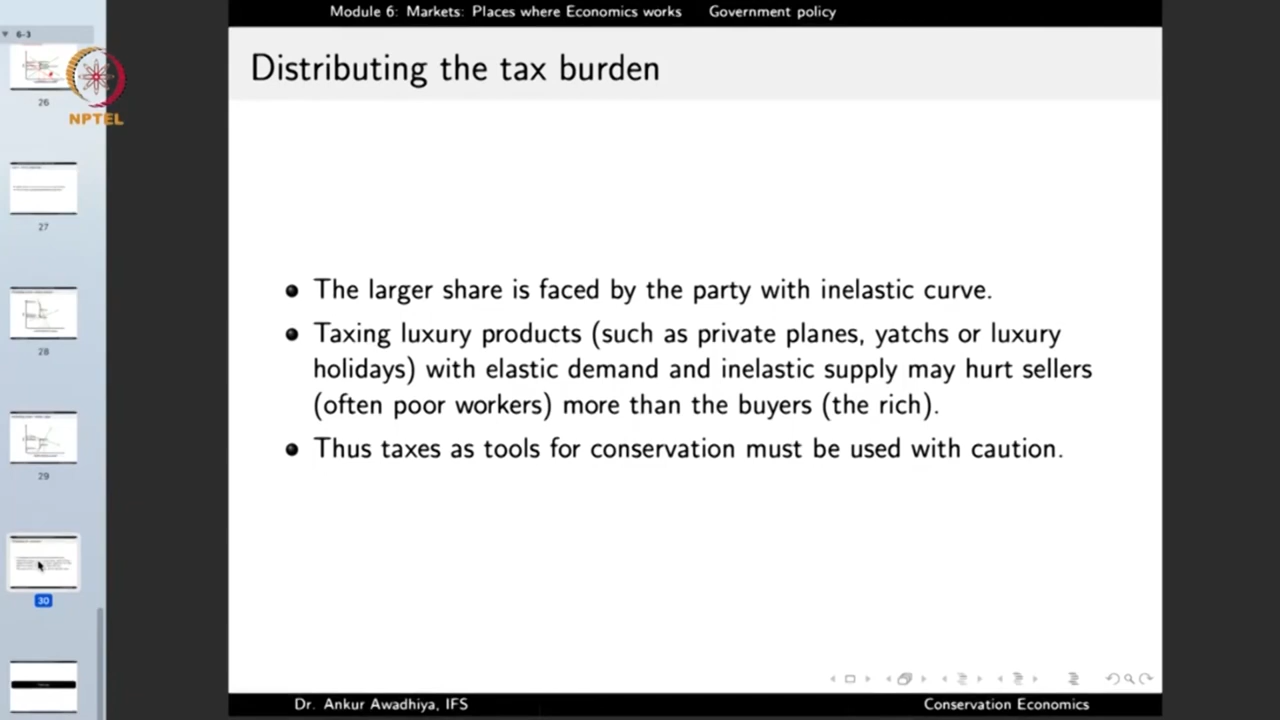 Module 6: Markets: Places where Economics works Government policy
6-3
NPTEL
26
27
28
29
30
Distributing the tax burden
The larger share is faced by the party with inelastic curve.
Taxing luxury products (such as private planes, yatchs or luxury
holidays) with elastic demand and inelastic supply may hurt sellers
(often poor workers) more than the buyers (the rich).
Thus taxes as tools for conservation must be used with caution.
Dr. Ankur Awadhiya, IFS Conservation Economics